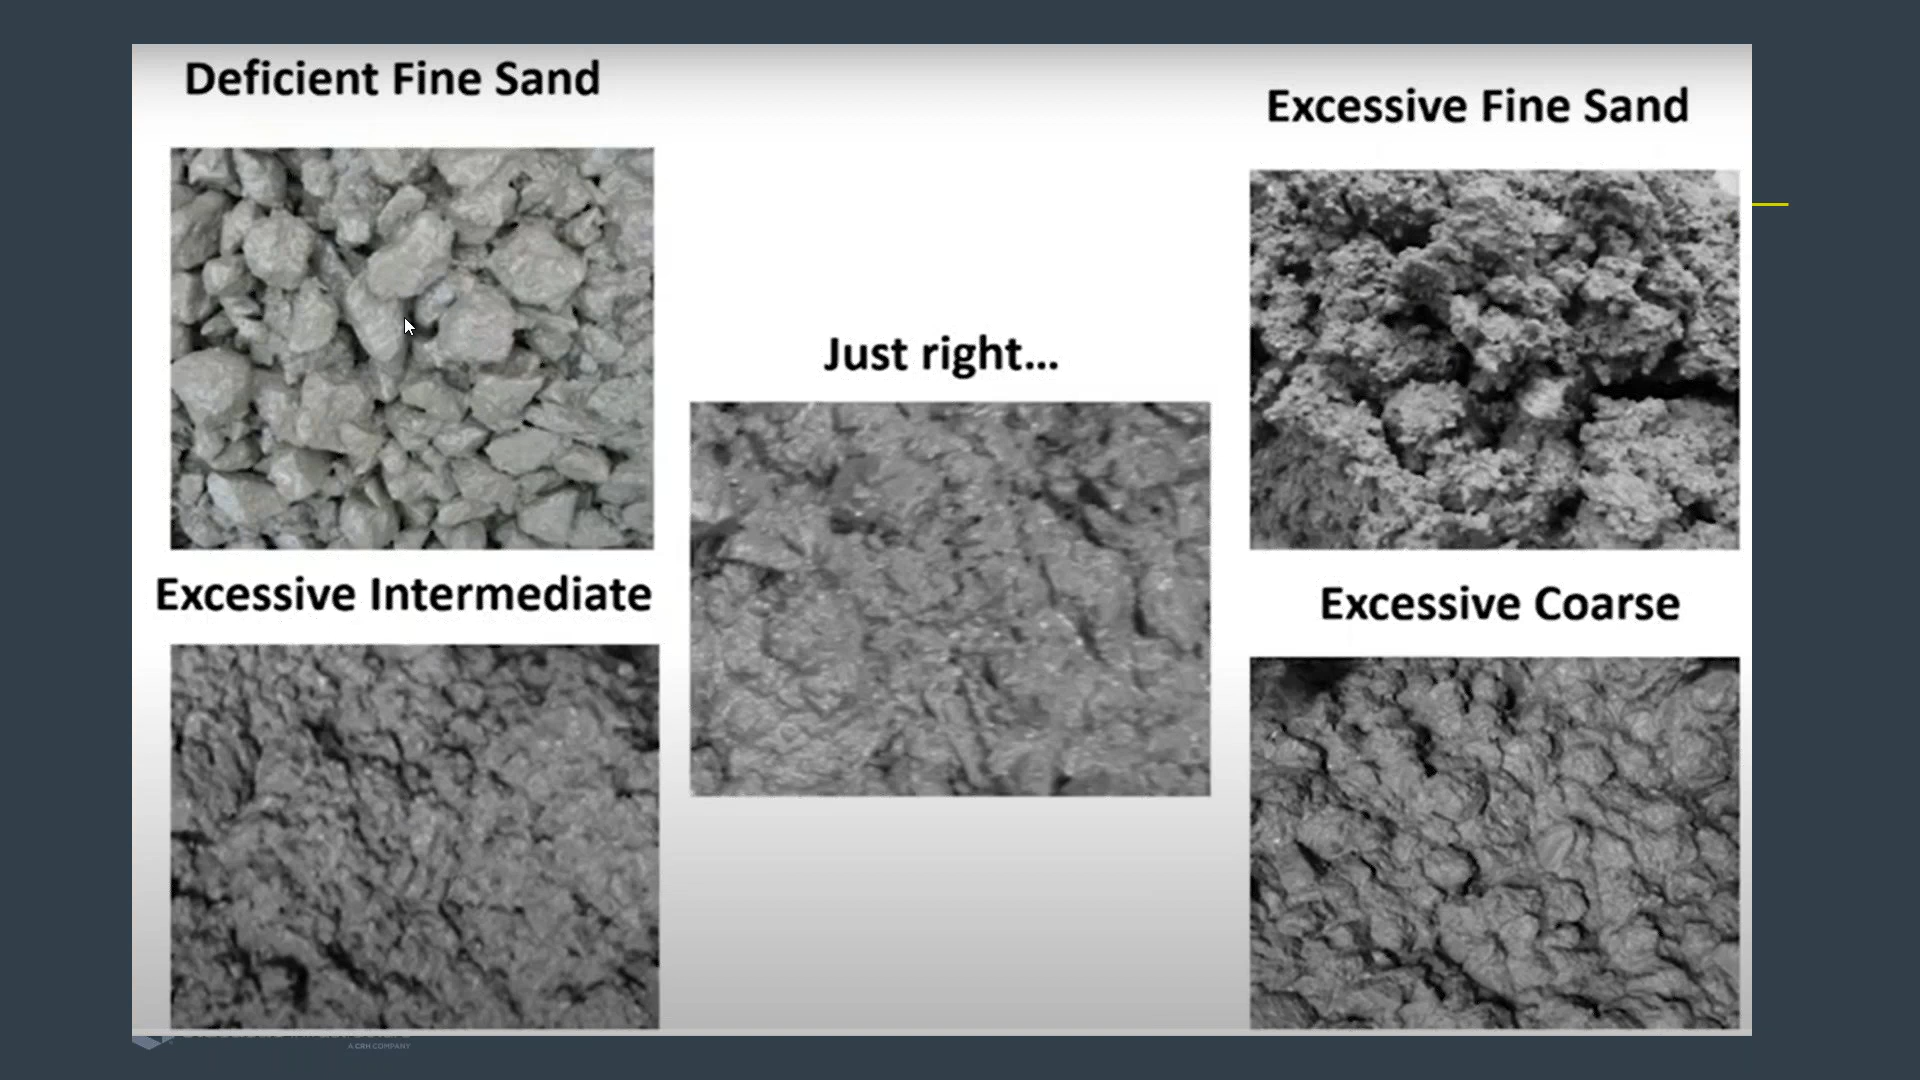 Deficient Fine Sand
Excessive Fine Sand
Just right...
Excessive Intermediate
Excessive Coarse
A CRH COMPANY